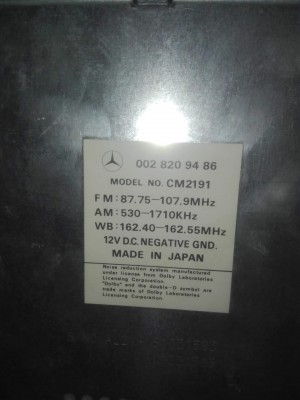 002 820 94 86
MODEL NO. CM2191
FM: 87.75-107.9MHz
AM: 530-1710KHz
WB: 162.40-162.55MHz
12V D.C. NEGATIVE GND.
MADE IN JAPAN
Noise reduction system manufactured
under license from Dolby Laboratories
Licensing Corporation.
"Dolby" and the double-D symbol are
trade marks of Dolby Laboratories
Licensing Corporation.